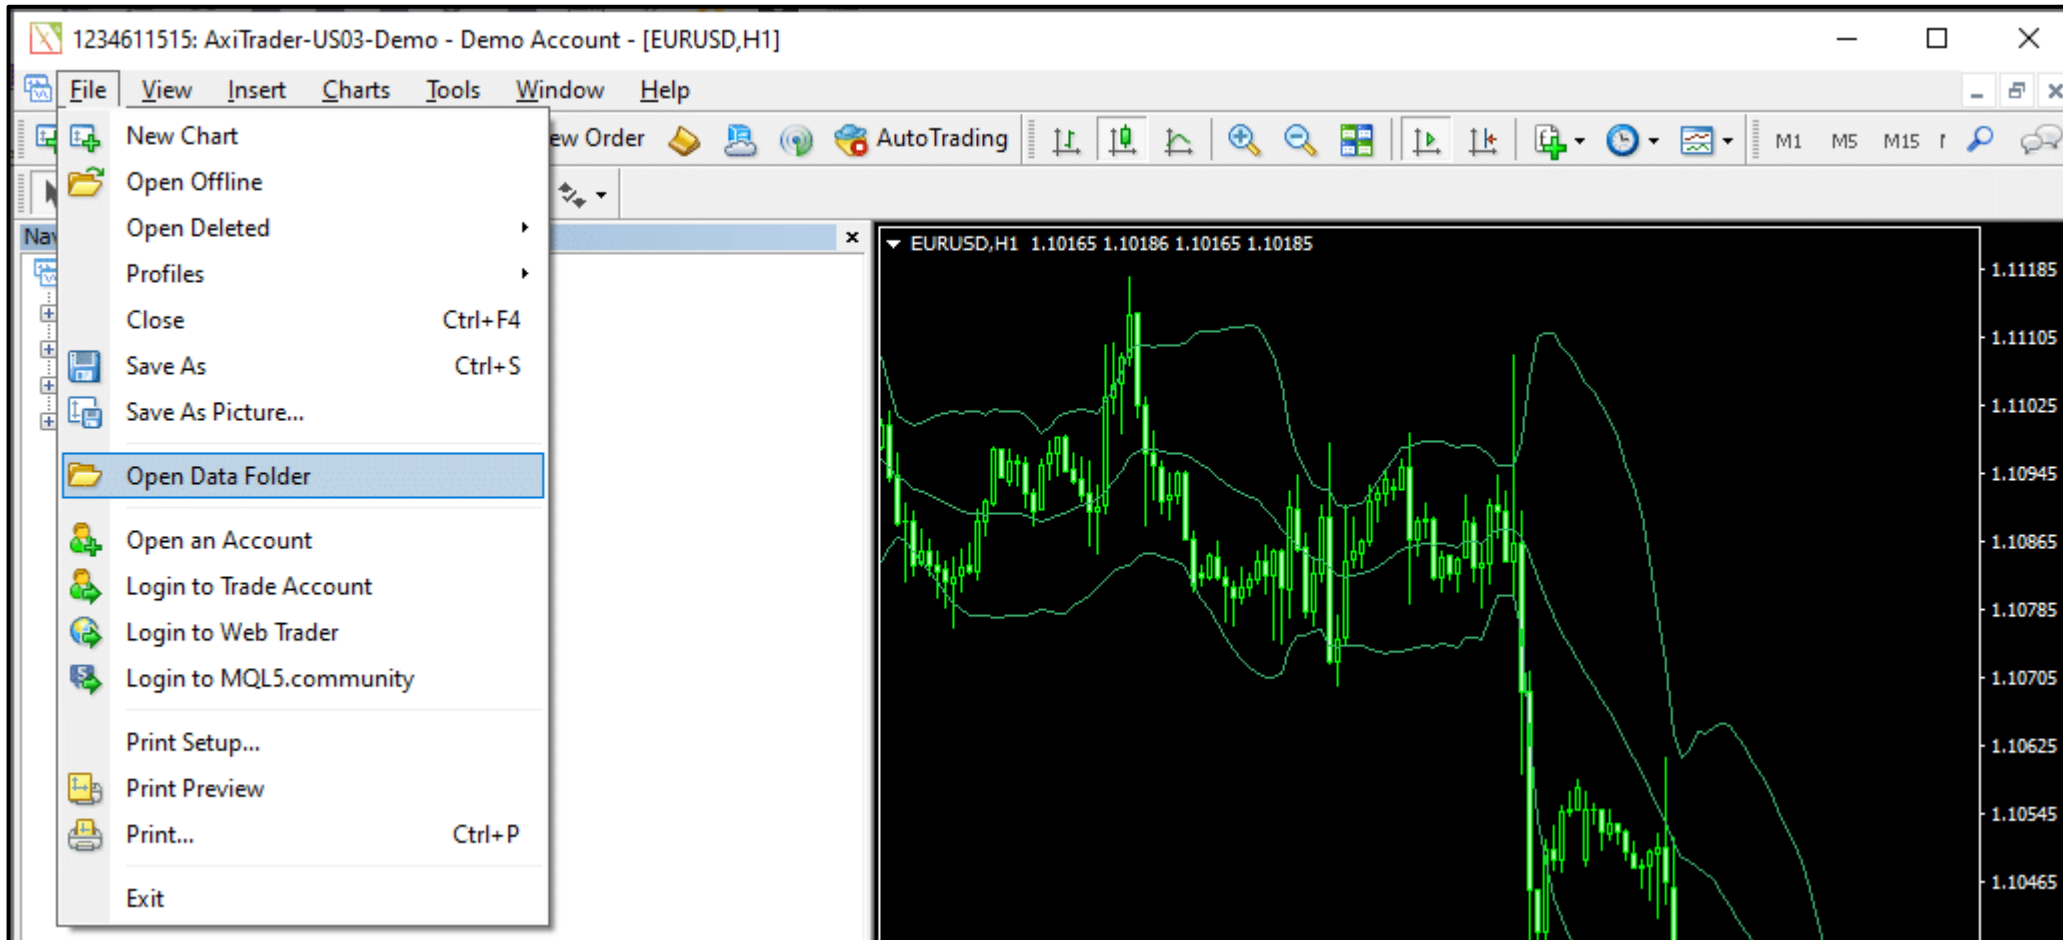 1234611515: AxiTrader-US03-Demo - Demo Account - [EURUSD,H1]
File View Insert Charts Tools Window Help
ew Order AutoTrading M1 M5 M15
Nav
New Chart
Open Offline
Open Deleted
Profiles
Close Ctrl+F4
Save As Ctrl+S
Save As Picture...
Open Data Folder
Open an Account
Login to Trade Account
Login to Web Trader
Login to MQL5.community
Print Setup...
Print Preview
Print... Ctrl+P
Exit
EURUSD,H1 1.10165 1.10186 1.10165 1.10185
1.11185
1.11105
1.11025
1.10945
1.10865
1.10785
1.10705
1.10625
1.10545
1.10465